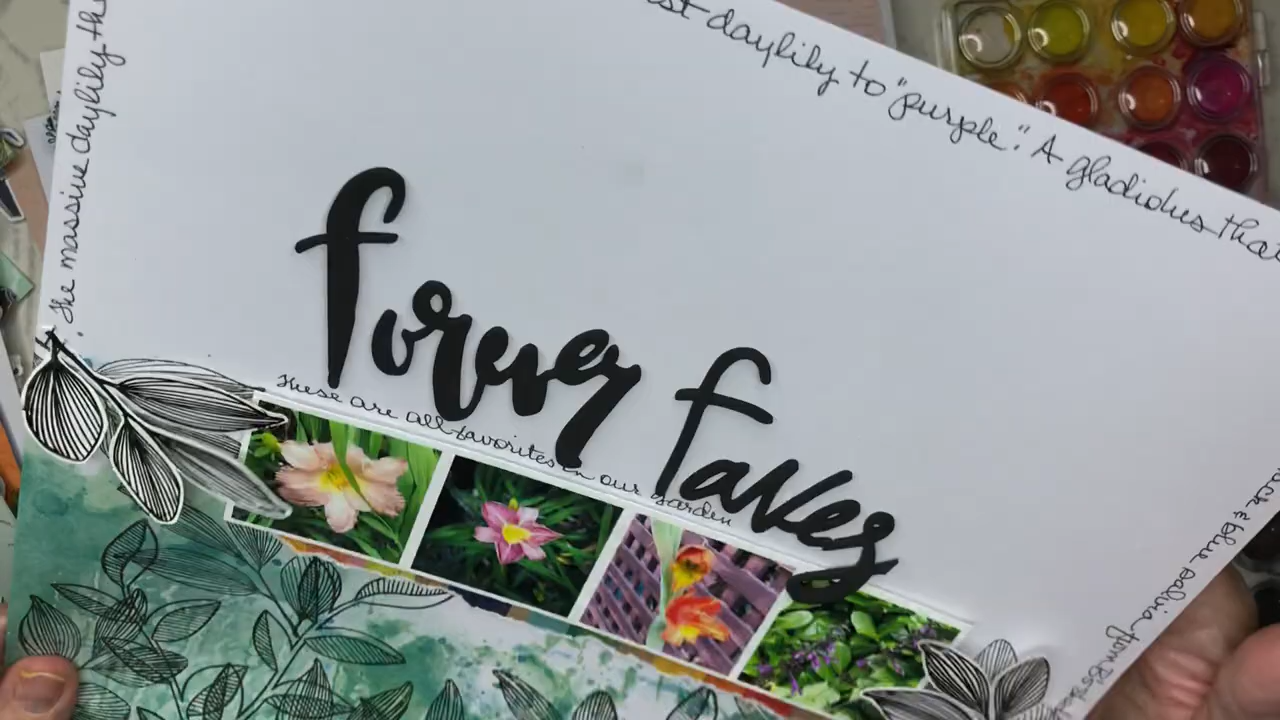 the massive daylily
daylily to "purple". A gladiolus that
forever faves
these are all favorites in our garden
& blue salvia